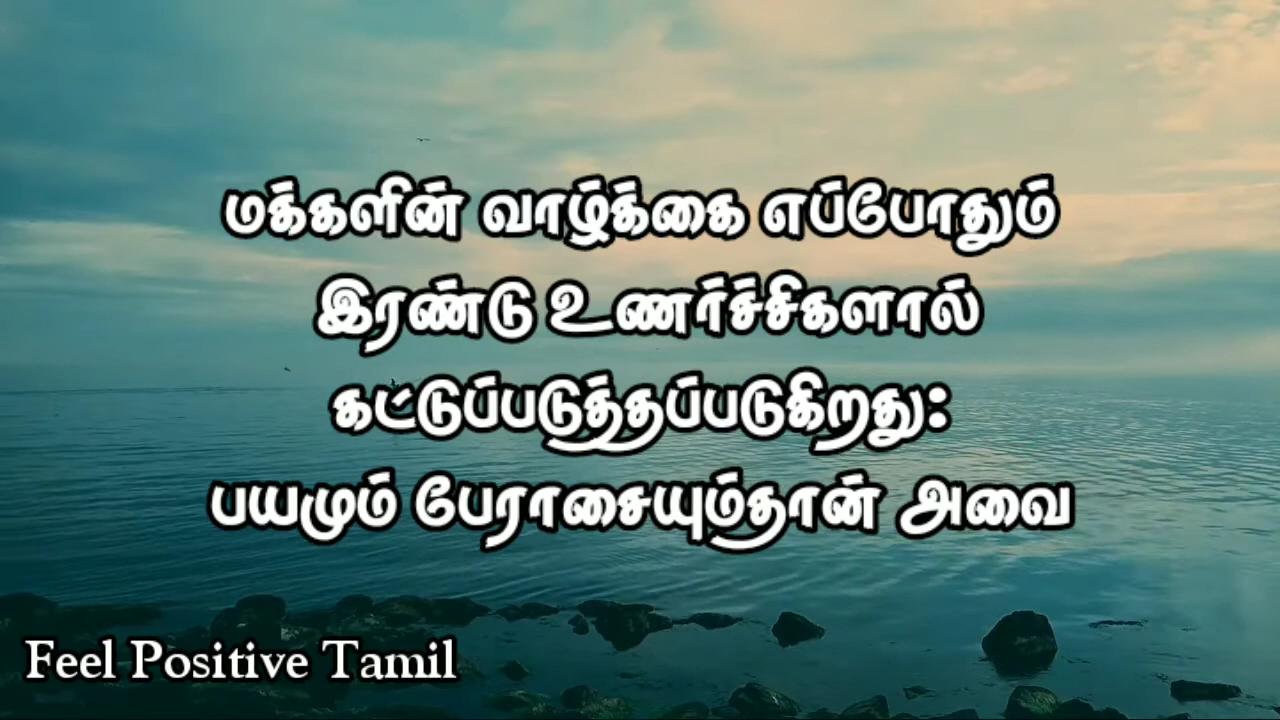 மக்களின் வாழ்க்கை எப்போதும்
இரண்டு உணர்ச்சிகளால்
கட்டுப்படுத்தப்படுகிறது:
பயமும் பேராசையும்தான் அவை
Feel Positive Tamil